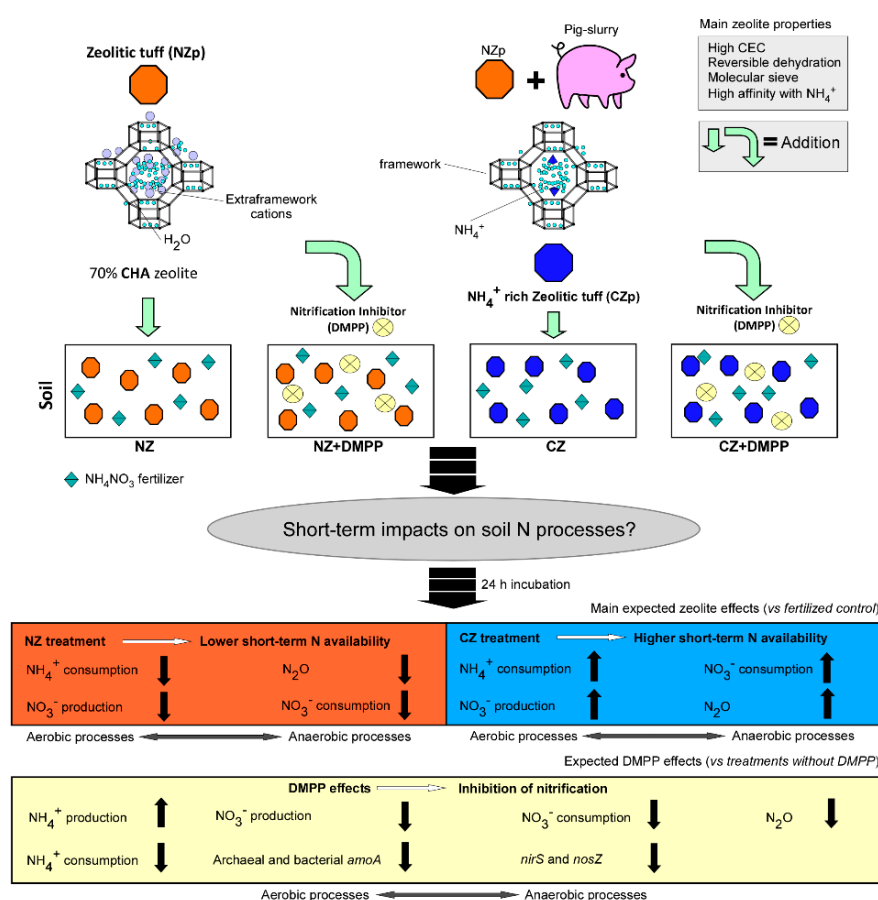 Zeolitic tuff (NZp)
Pig-slurry
NZp
+
Main zeolite properties
High CEC
Reversible dehydration
Molecular sieve
High affinity with NH₄⁺
= Addition
framework
Extraframework
cations
H₂O
NH₄⁺
70% CHA zeolite
Nitrification Inhibitor
(DMPP)
NH₄⁺ rich Zeolitic tuff (CZp)
Nitrification Inhibitor
(DMPP)
Soil
NZ
NZ+DMPP
CZ
CZ+DMPP
NH₄NO₃ fertilizer
Short-term impacts on soil N processes?
24 h incubation
Main expected zeolite effects (vs fertilized control)
NZ treatment
Lower short-term N availability
NH₄⁺ consumption
N₂O
NO₃⁻ production
NO₃⁻ consumption
CZ treatment
Higher short-term N availability
NH₄⁺ consumption
NO₃⁻ consumption
NO₃⁻ production
N₂O
Aerobic processes
Anaerobic processes
Aerobic processes
Anaerobic processes
Expected DMPP effects (vs treatments without DMPP)
DMPP effects
Inhibition of nitrification
NH₄⁺ production
NO₃⁻ production
NO₃⁻ consumption
N₂O
NH₄⁺ consumption
Archaeal and bacterial amoA
nirS and nosZ
Aerobic processes
Anaerobic processes